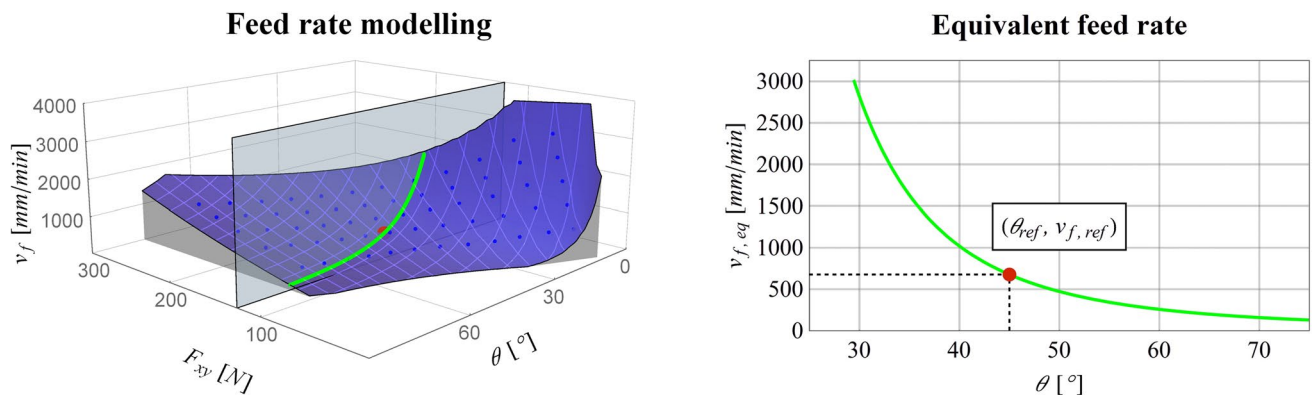 Feed rate modelling
4000
3000
2000
1000
300
200
100
60
30
0
v_f [mm/min]
F_xy [N]
θ [°]
Equivalent feed rate
3000
2500
2000
1500
1000
500
0
30 40 50 60 70
v_f, eq [mm/min]
θ [°]
(θ_ref, v_f, ref)